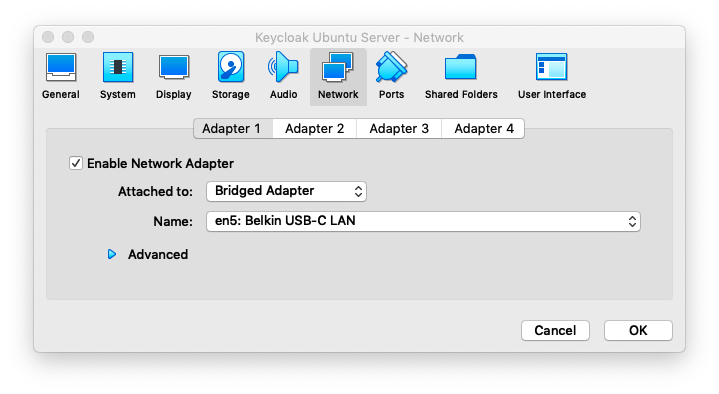 Keycloak Ubuntu Server - Network
General System Display Storage Audio Network Ports Shared Folders User Interface
Adapter 1 Adapter 2 Adapter 3 Adapter 4
Enable Network Adapter
Attached to: Bridged Adapter
Name: en5: Belkin USB-C LAN
Advanced
Cancel OK